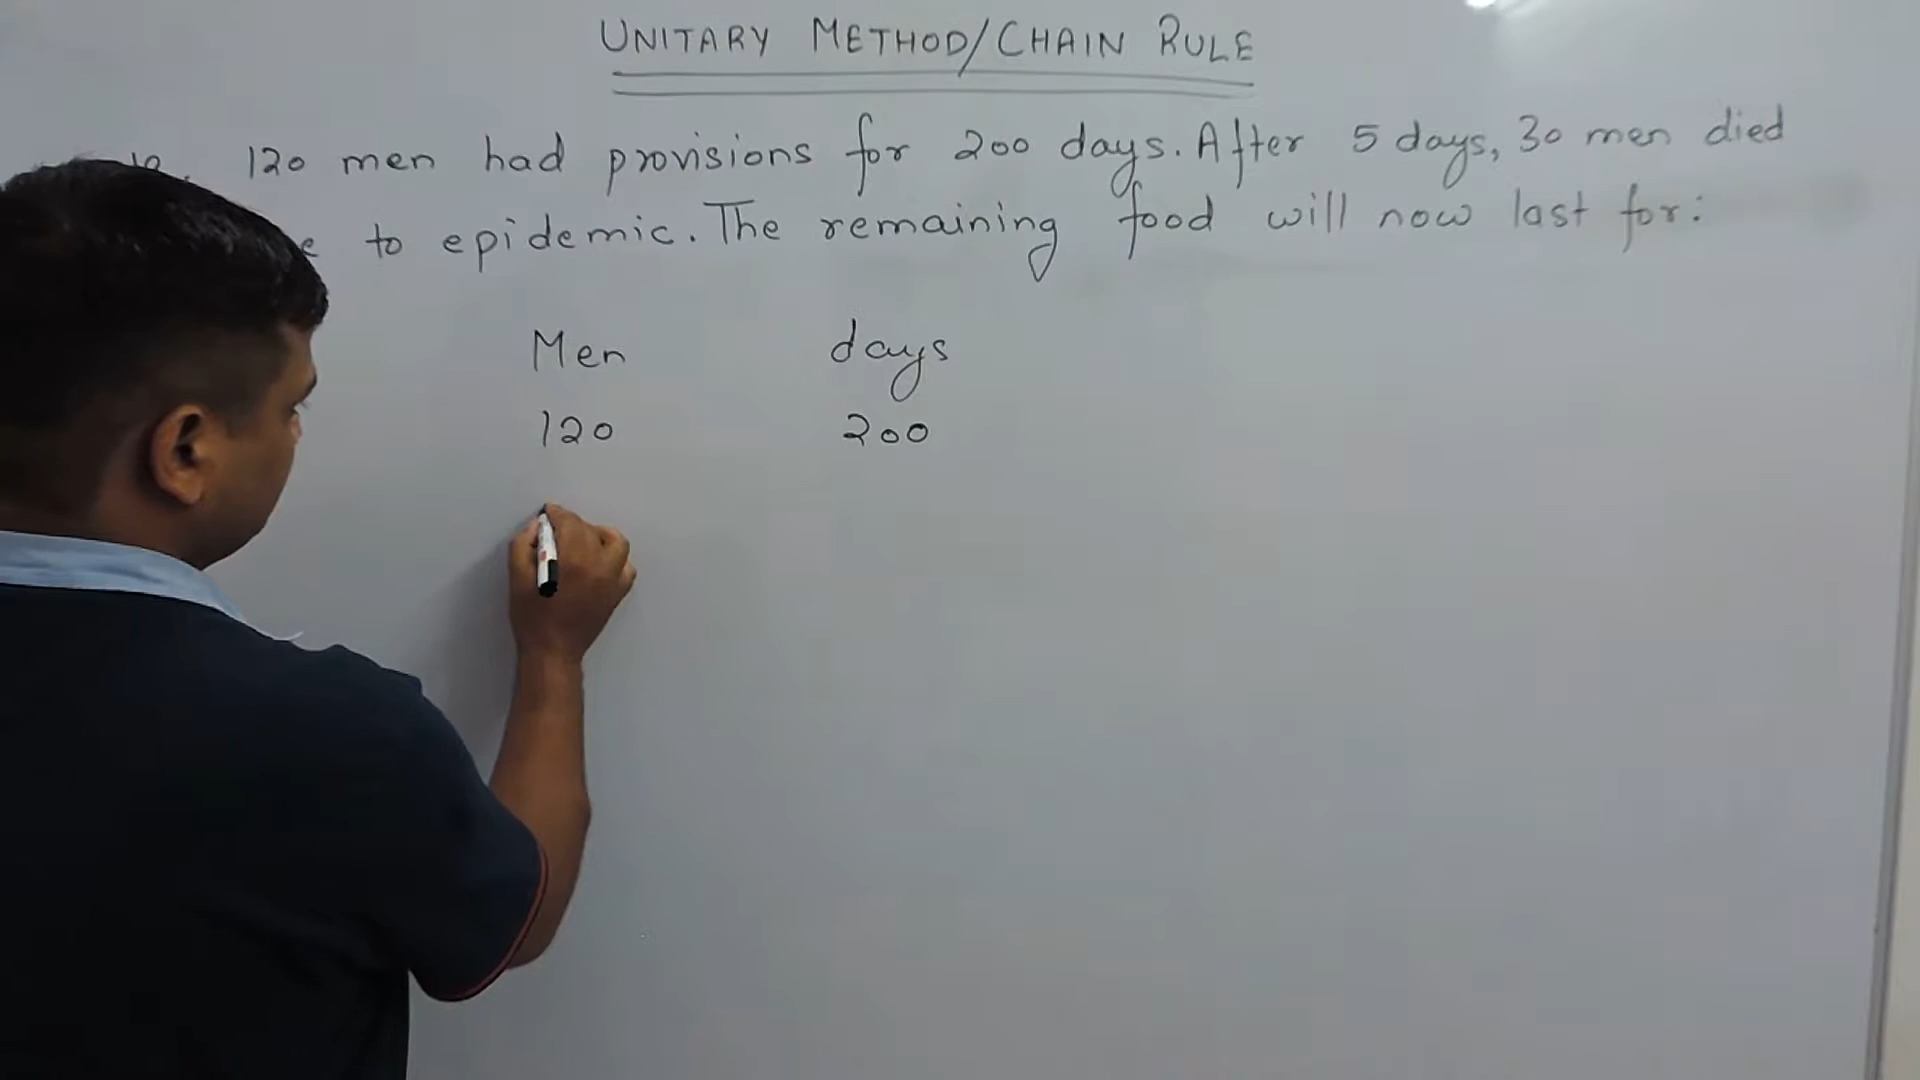 UNITARY METHOD/CHAIN RULE
120 men had provisions for 200 days. After 5 days, 30 men died
to epidemic. The remaining food will now last for:
Men days
120 200